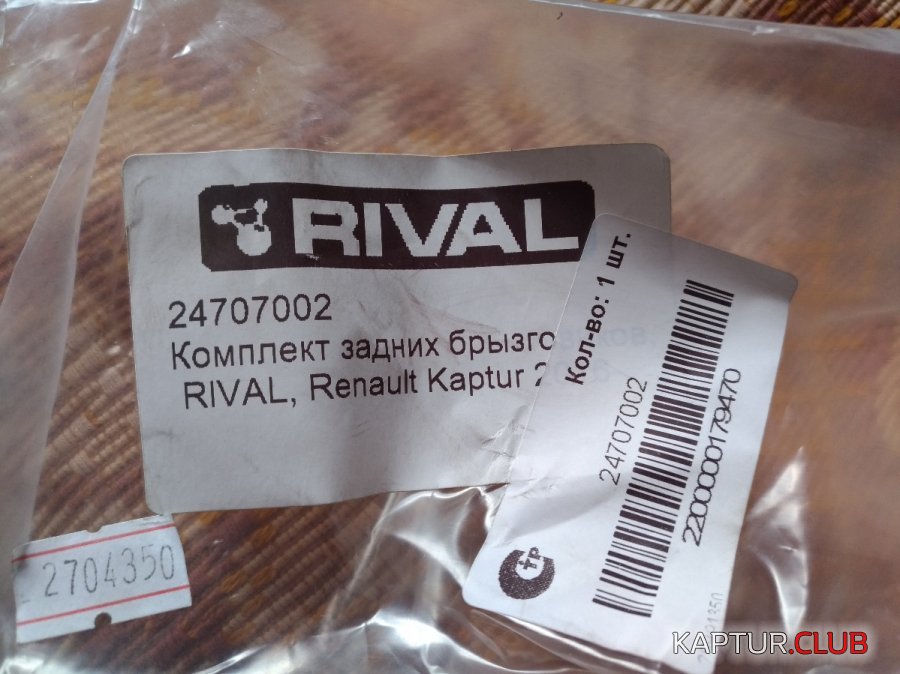 RIVAL
24707002
Комплект задних брызго
RIVAL, Renault Kaptur 2
Кол-во: 1 шт.
24707002
2200000179470
2704350
KAPTUR.CLUB